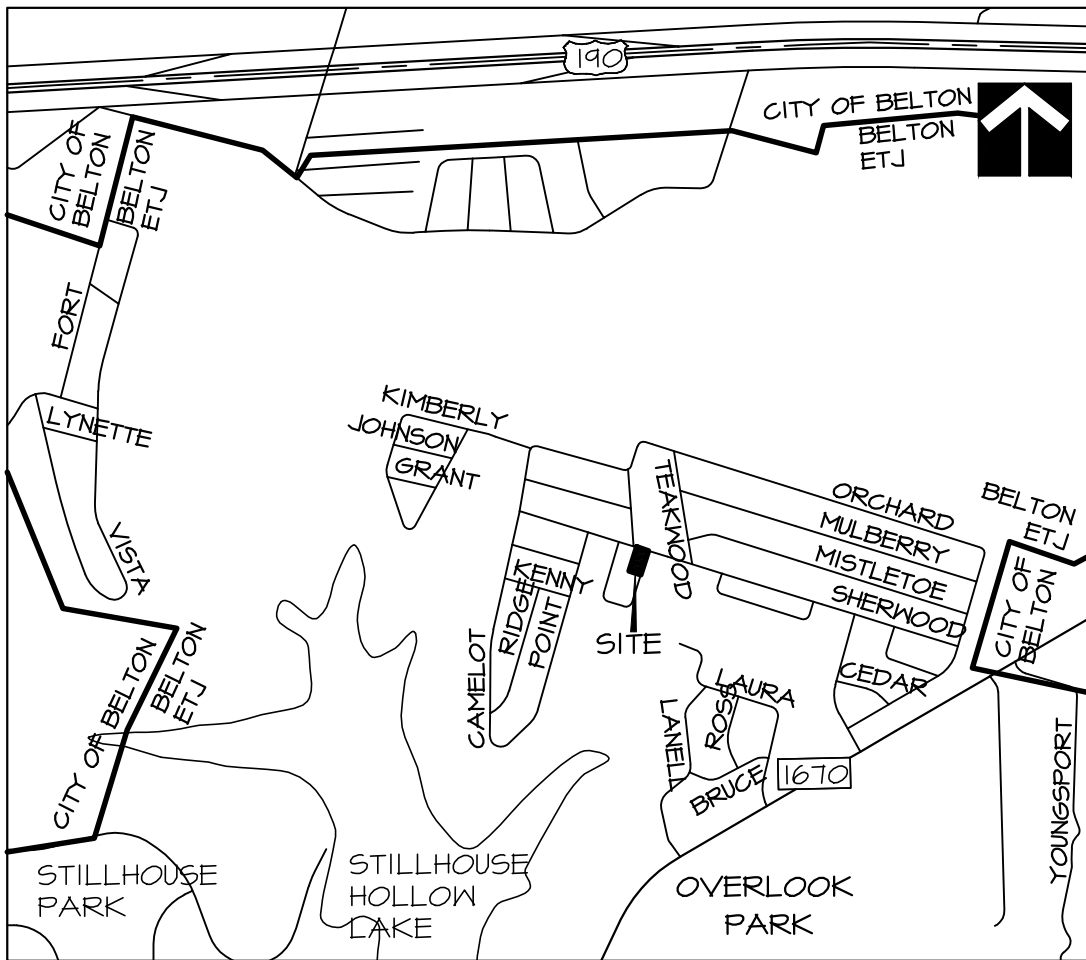 190
CITY OF BELTON
BELTON
ETJ
CITY OF
BELTON
BELTON
ETJ
FORT
LYNETTE
VISTA
KIMBERLY
JOHNSON
GRANT
TEAKWOOD
ORCHARD
MULBERRY
MISTLETOE
SHERWOOD
BELTON
ETJ
CITY OF
BELTON
KENNY
RIDGE
POINT
CAMELOT
SITE
CEDAR
LAURA
ROSS
LANELL
BRUCE
1670
CITY OF BELTON
BELTON
ETJ
YOUNGSPORT
STILLHOUSE
PARK
STILLHOUSE
HOLLOW
LAKE
OVERLOOK
PARK